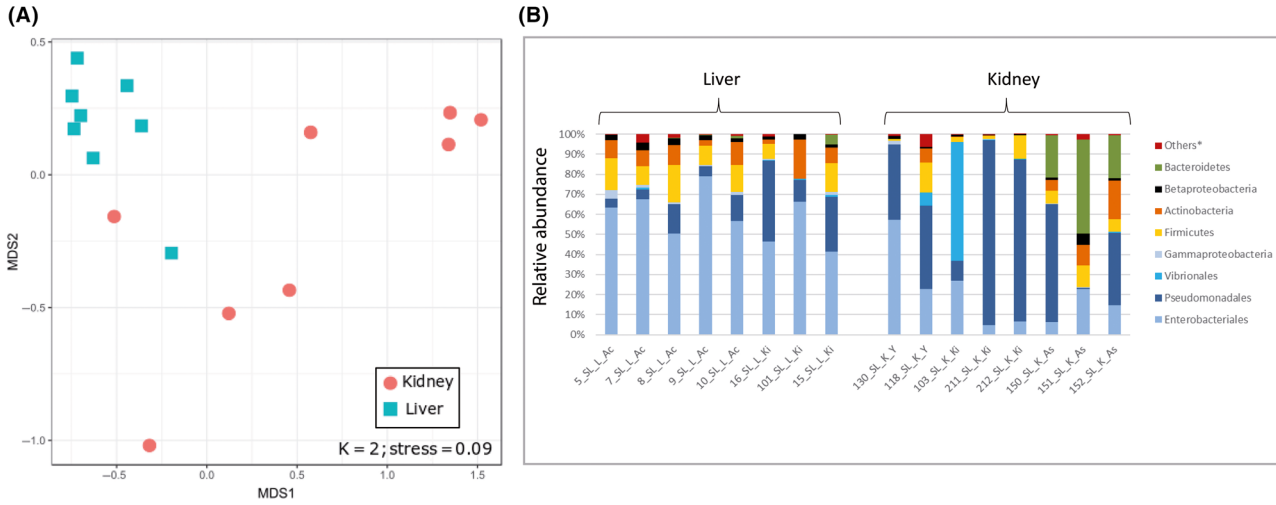 (A)
0.5
0.0
−0.5
−1.0
MDS2
−0.5
0.0
0.5
1.0
1.5
MDS1
Kidney
Liver
K = 2; stress = 0.09
(B)
Liver
Kidney
Relative abundance
100%
90%
80%
70%
60%
50%
40%
30%
20%
10%
0%
5_SL_L_Ac
7_SL_L_Ac
8_SL_L_Ac
9_SL_L_Ac
10_SL_L_Ac
16_SL_L_Ki
101_SL_L_Ki
15_SL_L_Ki
130_SL_K_Y
118_SL_K_Y
103_SL_K_Ki
211_SL_K_Ki
212_SL_K_Ki
150_SL_K_As
151_SL_K_As
152_SL_K_As
Others*
Bacteroidetes
Betaproteobacteria
Actinobacteria
Firmicutes
Gammaproteobacteria
Vibrionales
Pseudomonadales
Enterobacteriales